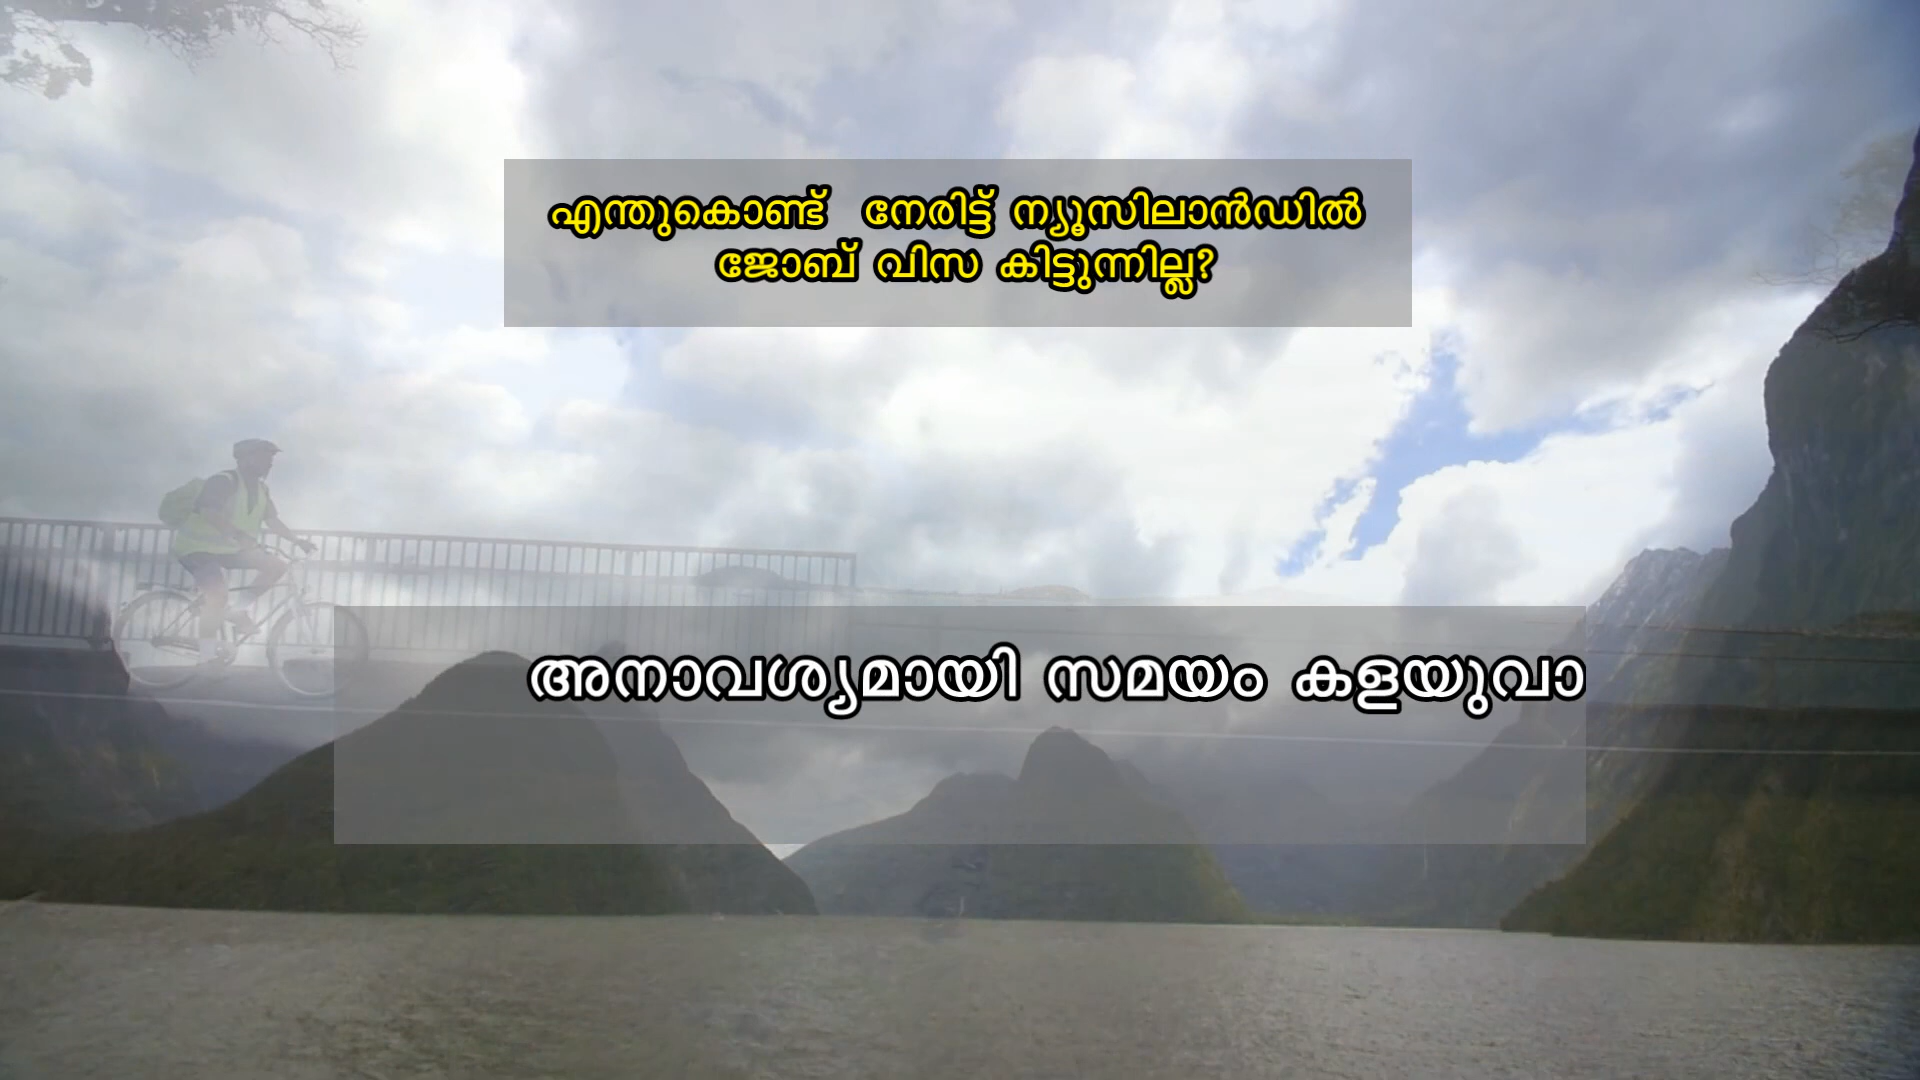 എന്തുകൊണ്ട് നേരിട്ട് ന്യൂസിലാൻഡിൽ
ജോബ് വിസ കിട്ടുന്നില്ല?
അനാവശ്യമായി സമയം കളയുവാ